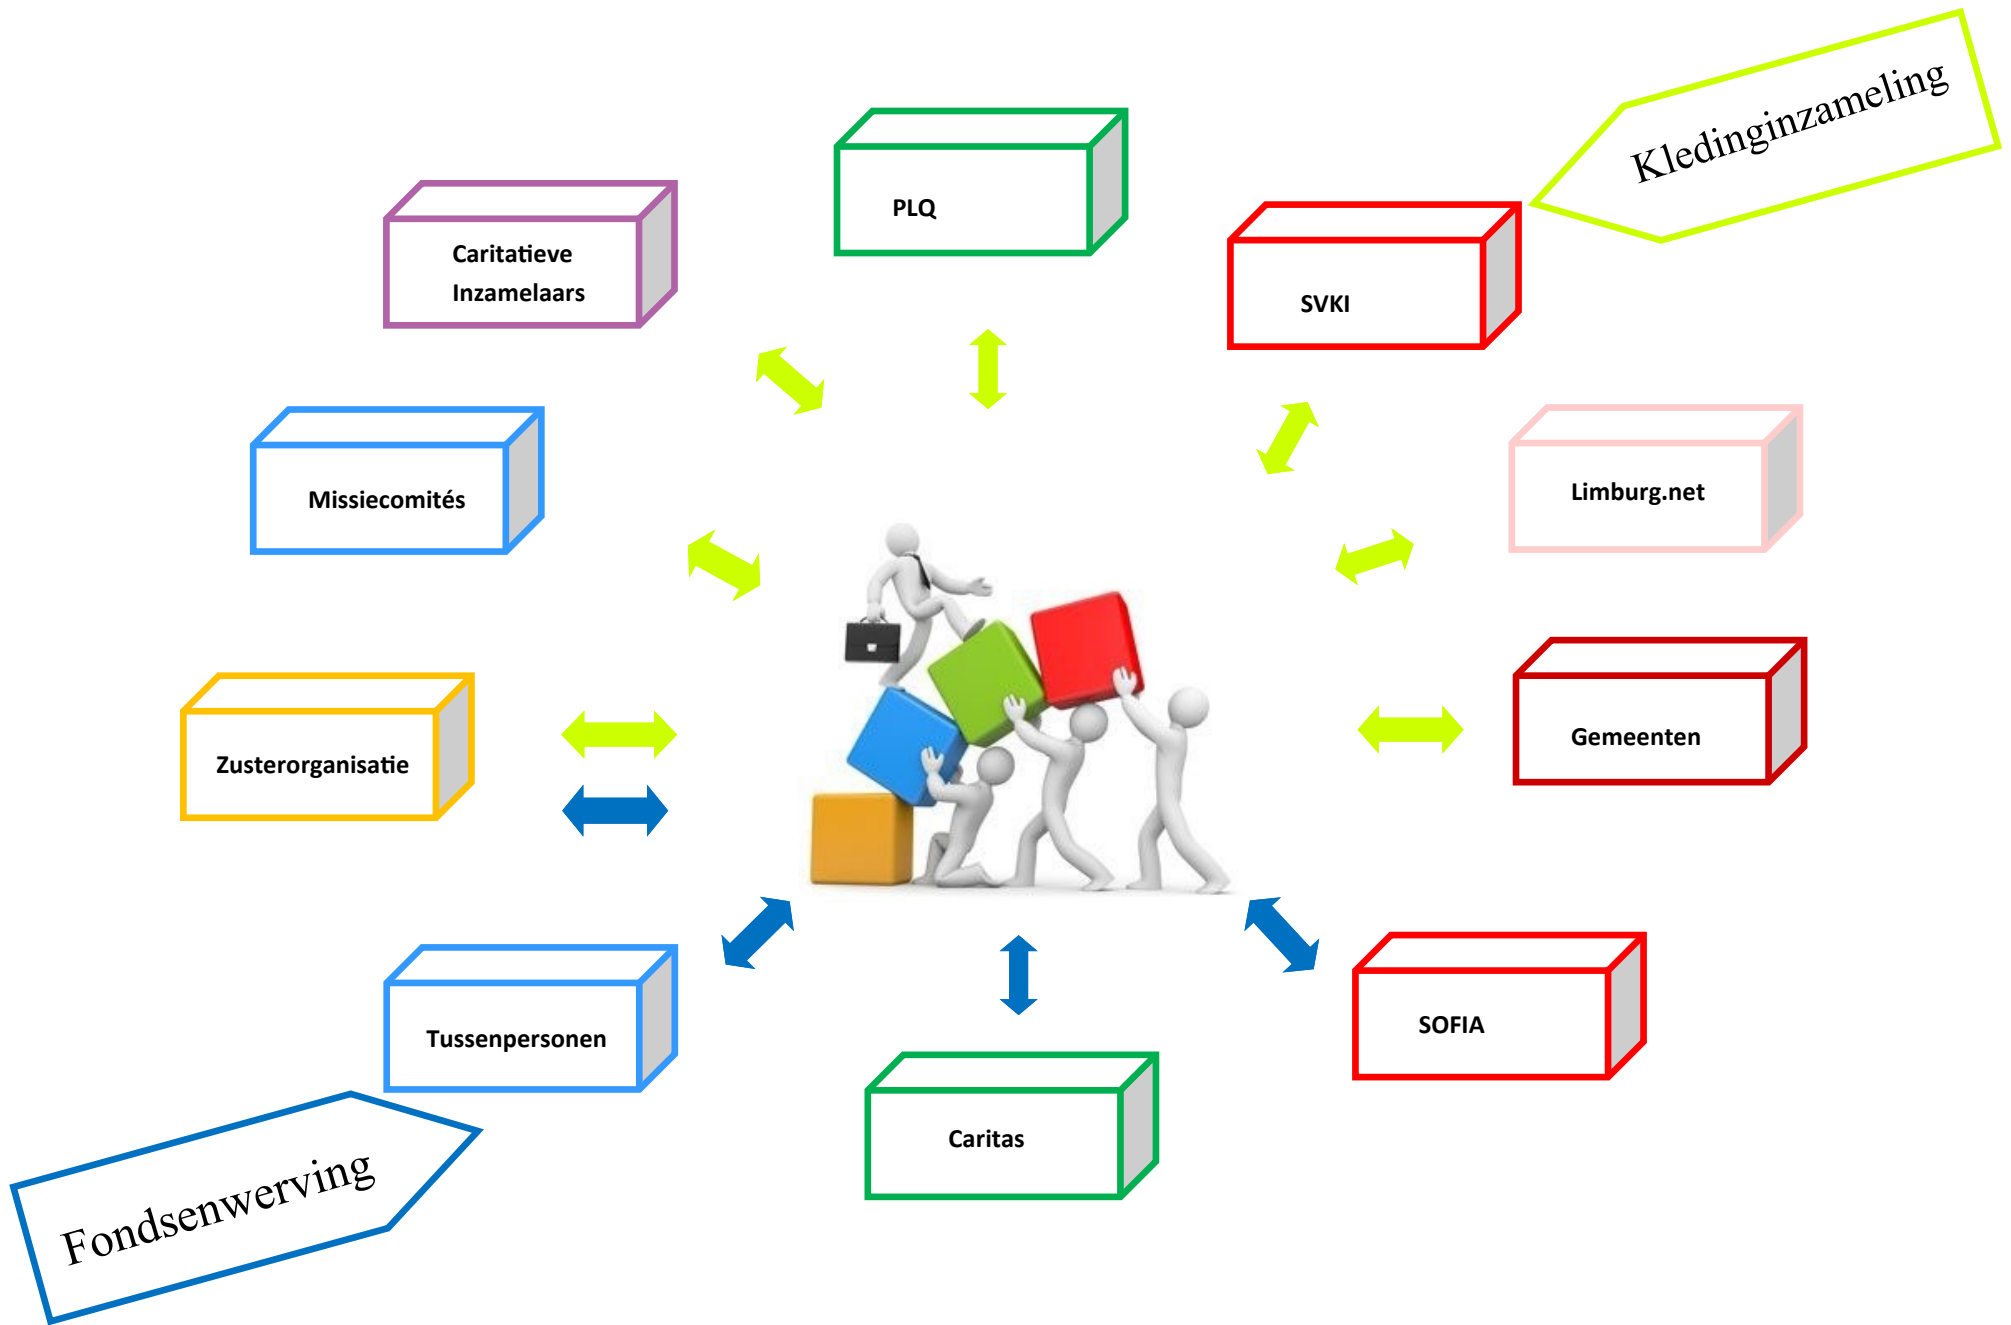 Kledinginzameling
PLQ
Caritatieve
Inzamelaars
SVKI
Missiecomités
Limburg.net
Zusterorganisatie
Gemeenten
Tussenpersonen
SOFIA
Caritas
Fondsenwerving